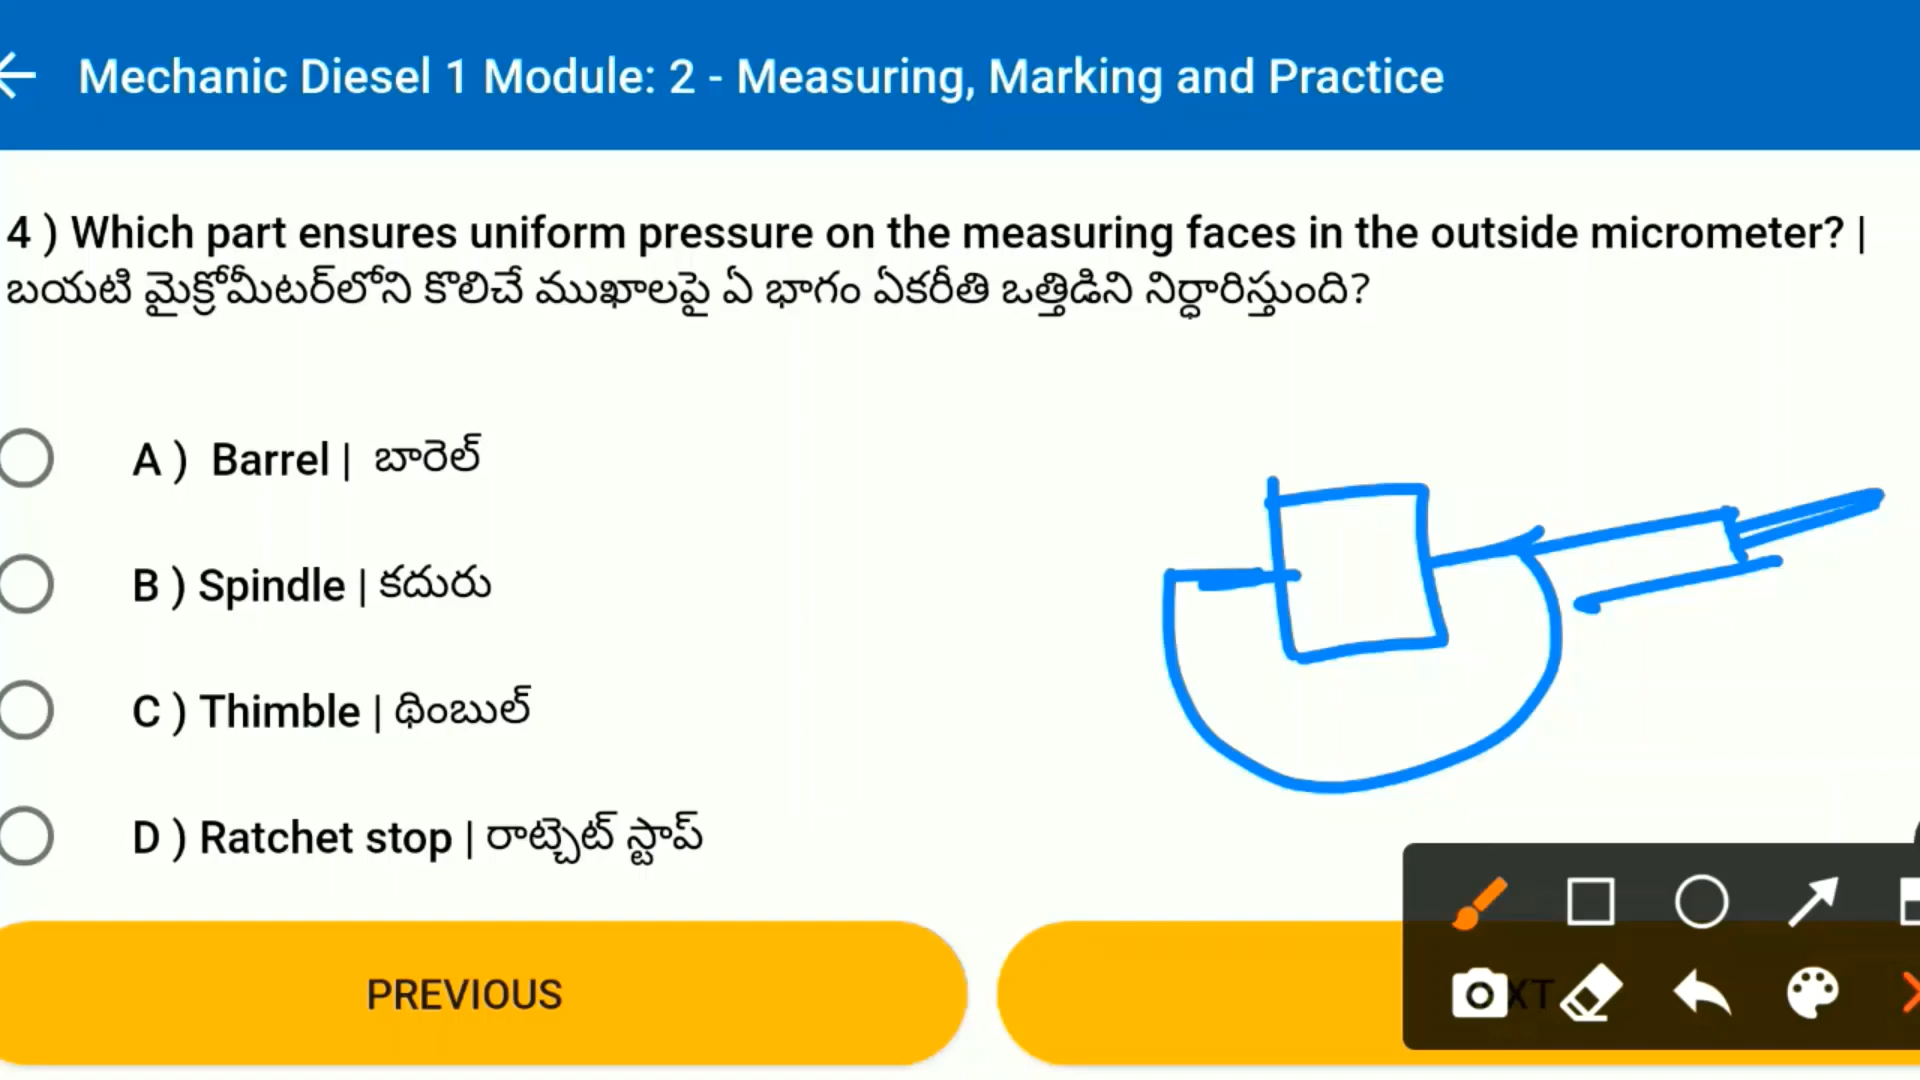 Mechanic Diesel 1 Module: 2 - Measuring, Marking and Practice
4 ) Which part ensures uniform pressure on the measuring faces in the outside micrometer? |
బయటి మైక్రోమీటర్‌లోని కొలిచే ముఖాలపై ఏ భాగం ఏకరీతి ఒత్తిడిని నిర్ధారిస్తుంది?
A ) Barrel | బారెల్
B ) Spindle | కదురు
C ) Thimble | థింబుల్
D ) Ratchet stop | రాట్చెట్ స్టాప్
PREVIOUS